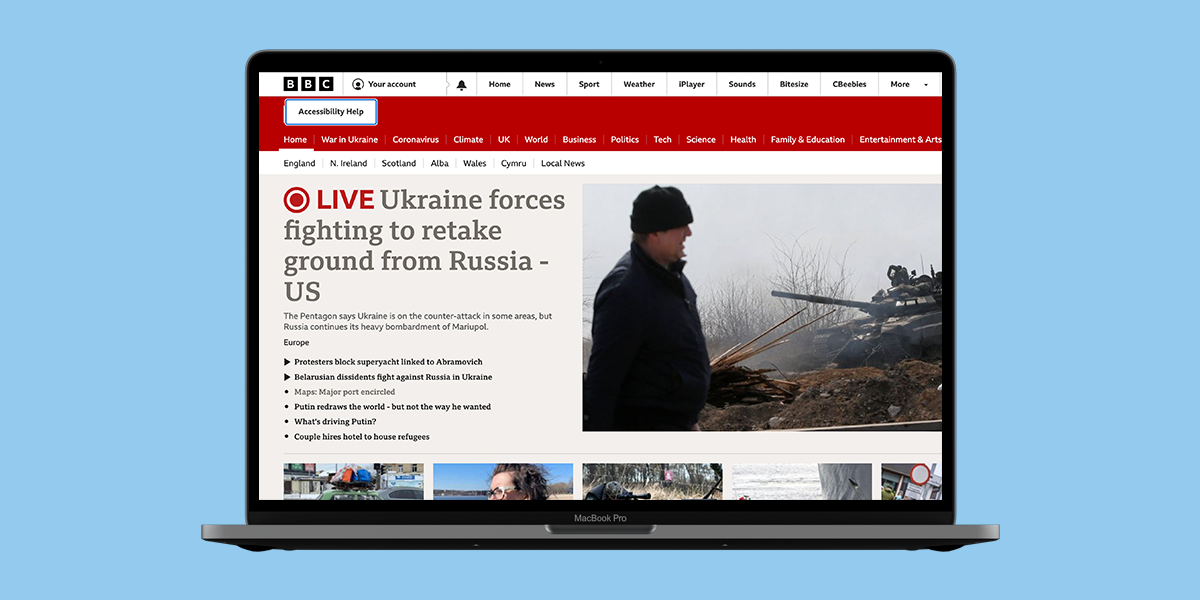 BBC Your account Home News Sport Weather iPlayer Sounds Bitesize CBeebies More
Accessibility Help
Home War in Ukraine Coronavirus Climate UK World Business Politics Tech Science Health Family & Education Entertainment & Arts
England N. Ireland Scotland Alba Wales Cymru Local News
LIVE Ukraine forces
fighting to retake
ground from Russia -
US
The Pentagon says Ukraine is on the counter-attack in some areas, but
Russia continues its heavy bombardment of Mariupol.
Europe
Protesters block superyacht linked to Abramovich
Belarusian dissidents fight against Russia in Ukraine
Maps: Major port encircled
Putin redraws the world - but not the way he wanted
What's driving Putin?
Couple hires hotel to house refugees
MacBook Pro